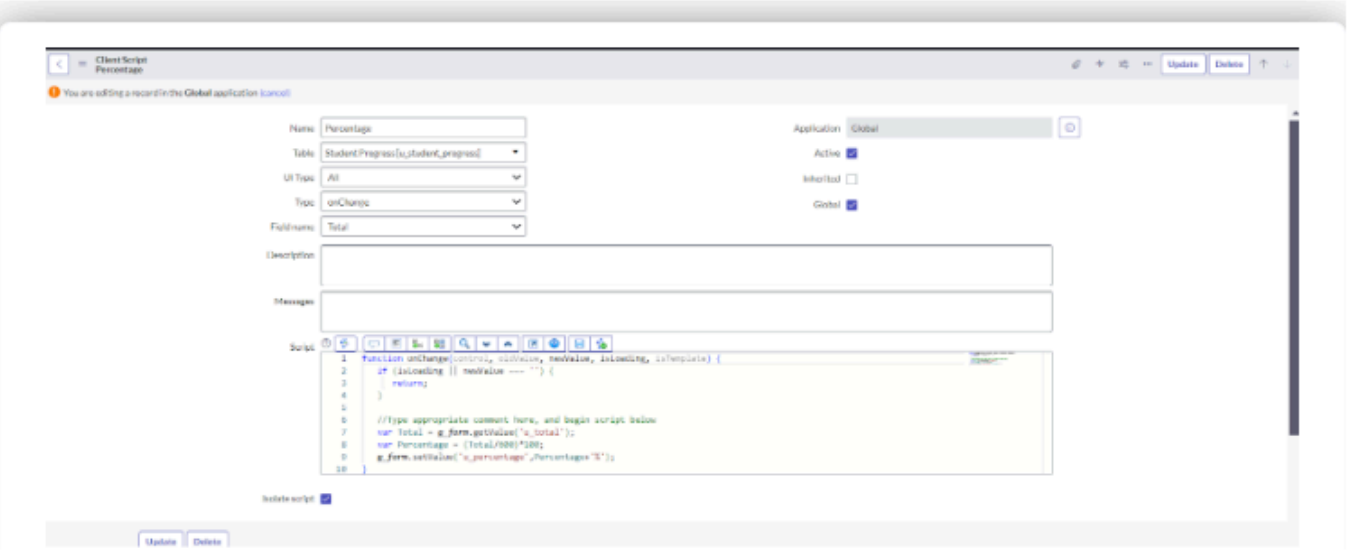 Client Script
Percentage
Update Delete
You are editing a record in the Global application (cancel)
Name Percentage
Application Global
Table Student Progress [u_student_progress]
Active
UI Type All
Inherited
Type onChange
Global
Field name Total
Description
Messages
Script
1 function onChange(control, oldValue, newValue, isLoading, isTemplate) {
2 if (isLoading || newValue === '') {
3 return;
4 }
5
6 //Type appropriate comment here, and begin script below
7 var Total = g_form.getValue("u_total");
8 var Percentage = (Total/600)*100;
9 g_form.setValue("u_percentage",Percentage+"%");
10 }
Isolate script
Update Delete